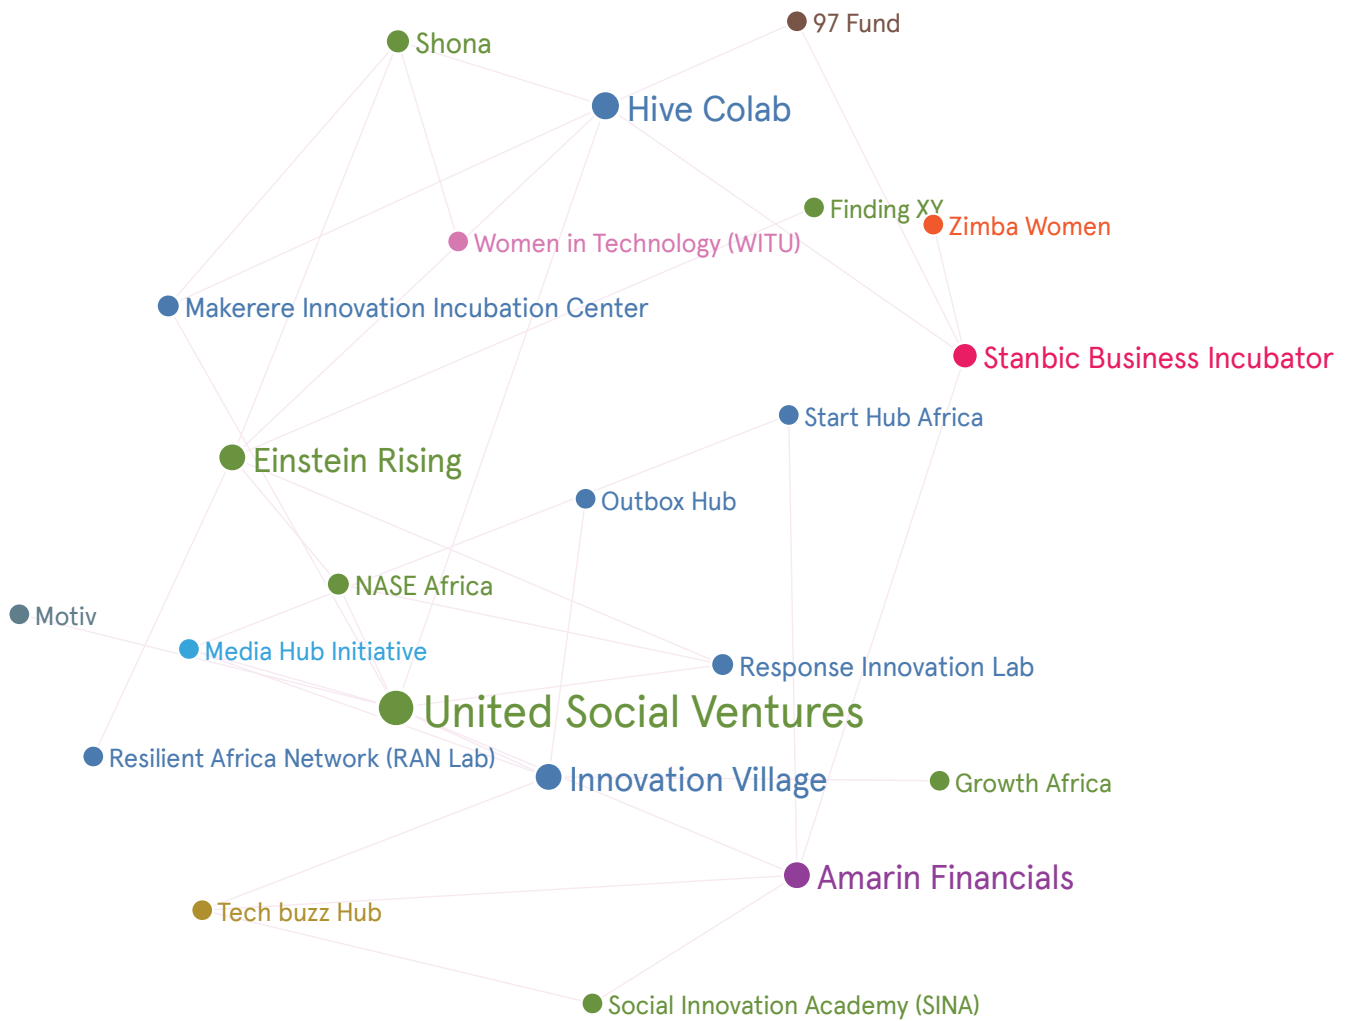 97 Fund
Shona
Hive Colab
Finding XY
Zimba Women
Women in Technology (WITU)
Makerere Innovation Incubation Center
Stanbic Business Incubator
Start Hub Africa
Einstein Rising
Outbox Hub
NASE Africa
Motiv
Media Hub Initiative
Response Innovation Lab
United Social Ventures
Resilient Africa Network (RAN Lab)
Innovation Village
Growth Africa
Amarin Financials
Tech buzz Hub
Social Innovation Academy (SINA)